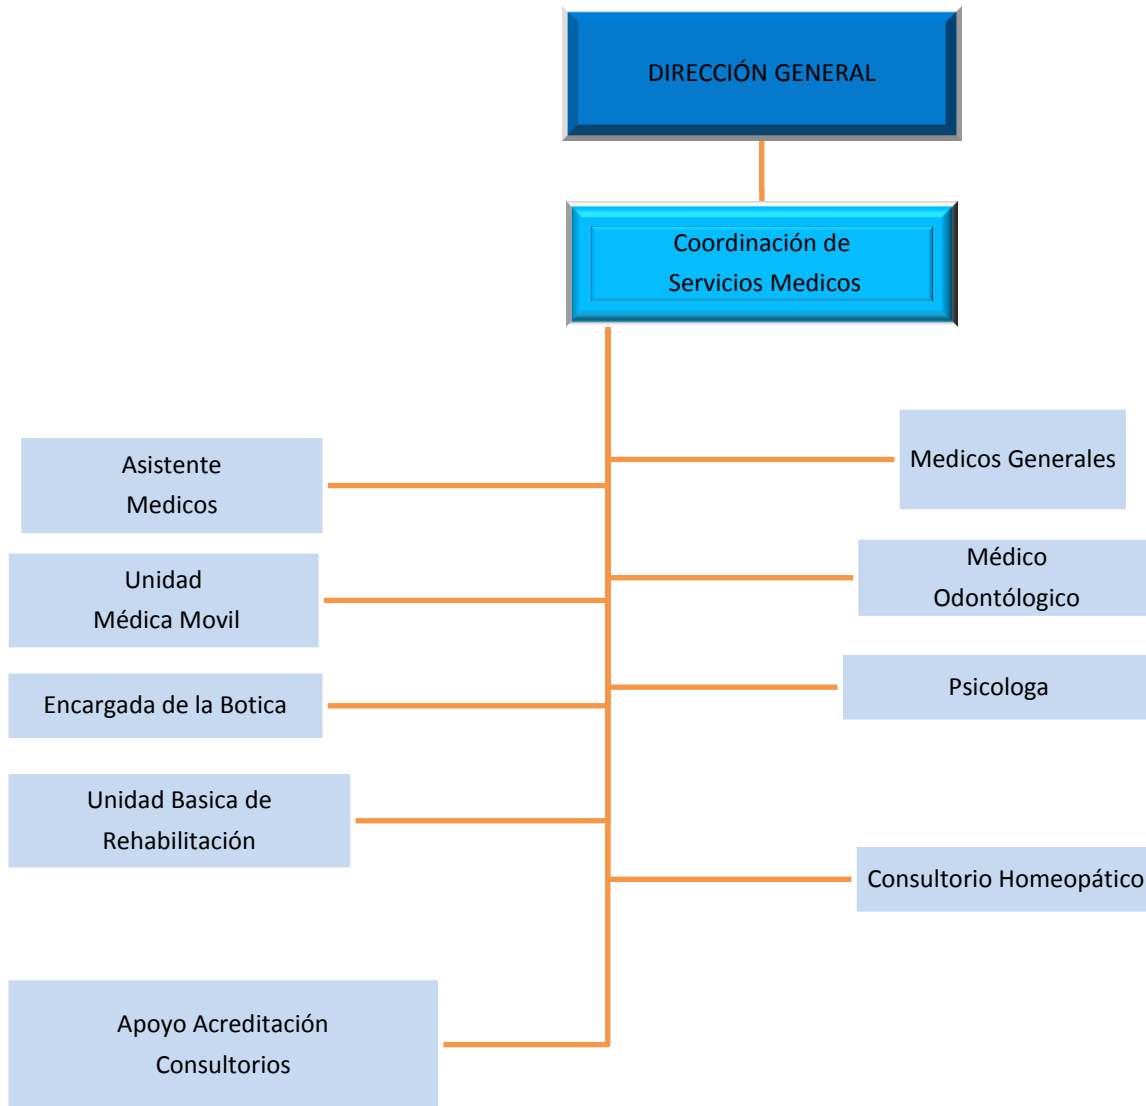 DIRECCIÓN GENERAL
Coordinación de
Servicios Medicos
Asistente
Medicos
Unidad
Médica Movil
Encargada de la Botica
Unidad Basica de
Rehabilitación
Apoyo Acreditación
Consultorios
Medicos Generales
Médico
Odontólogico
Psicologa
Consultorio Homeopático